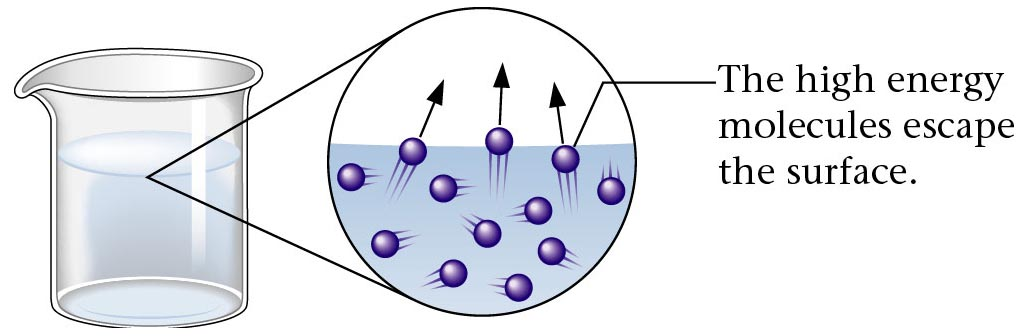 The high energy
molecules escape
the surface.